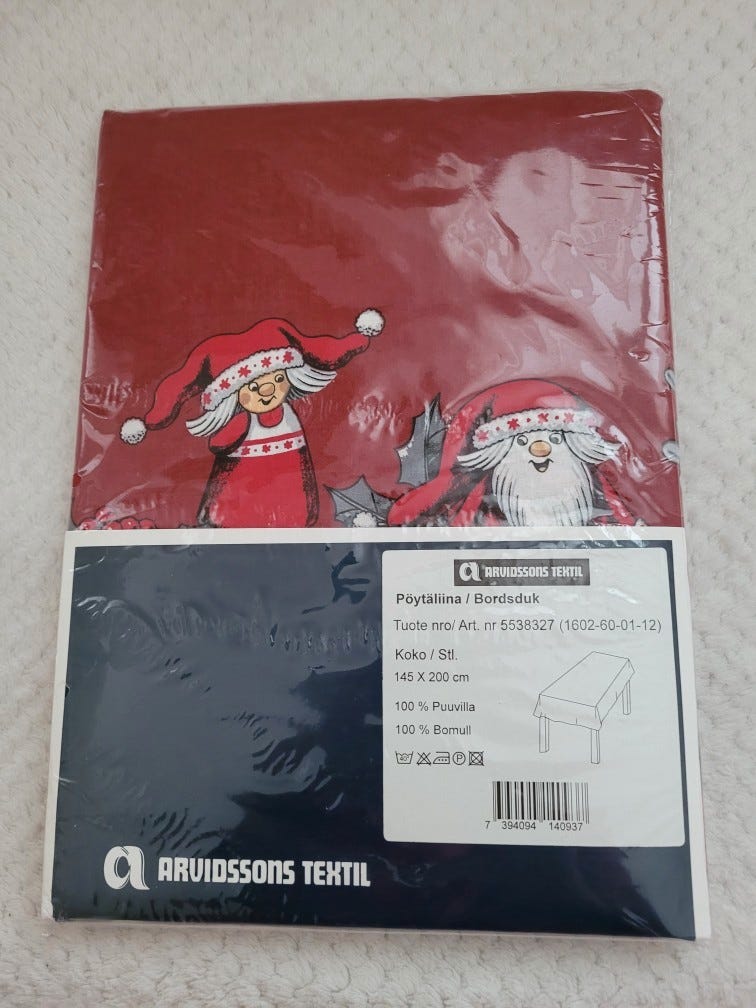 a ARVIDSSONS TEXTIL
Pöytäliina / Bordsduk
Tuote nro/ Art. nr 5538327 (1602-60-01-12)
Koko / Stl.
145 X 200 cm
100 % Puuvilla
100 % Bomull
7 394094 140937
a ARVIDSSONS TEXTIL